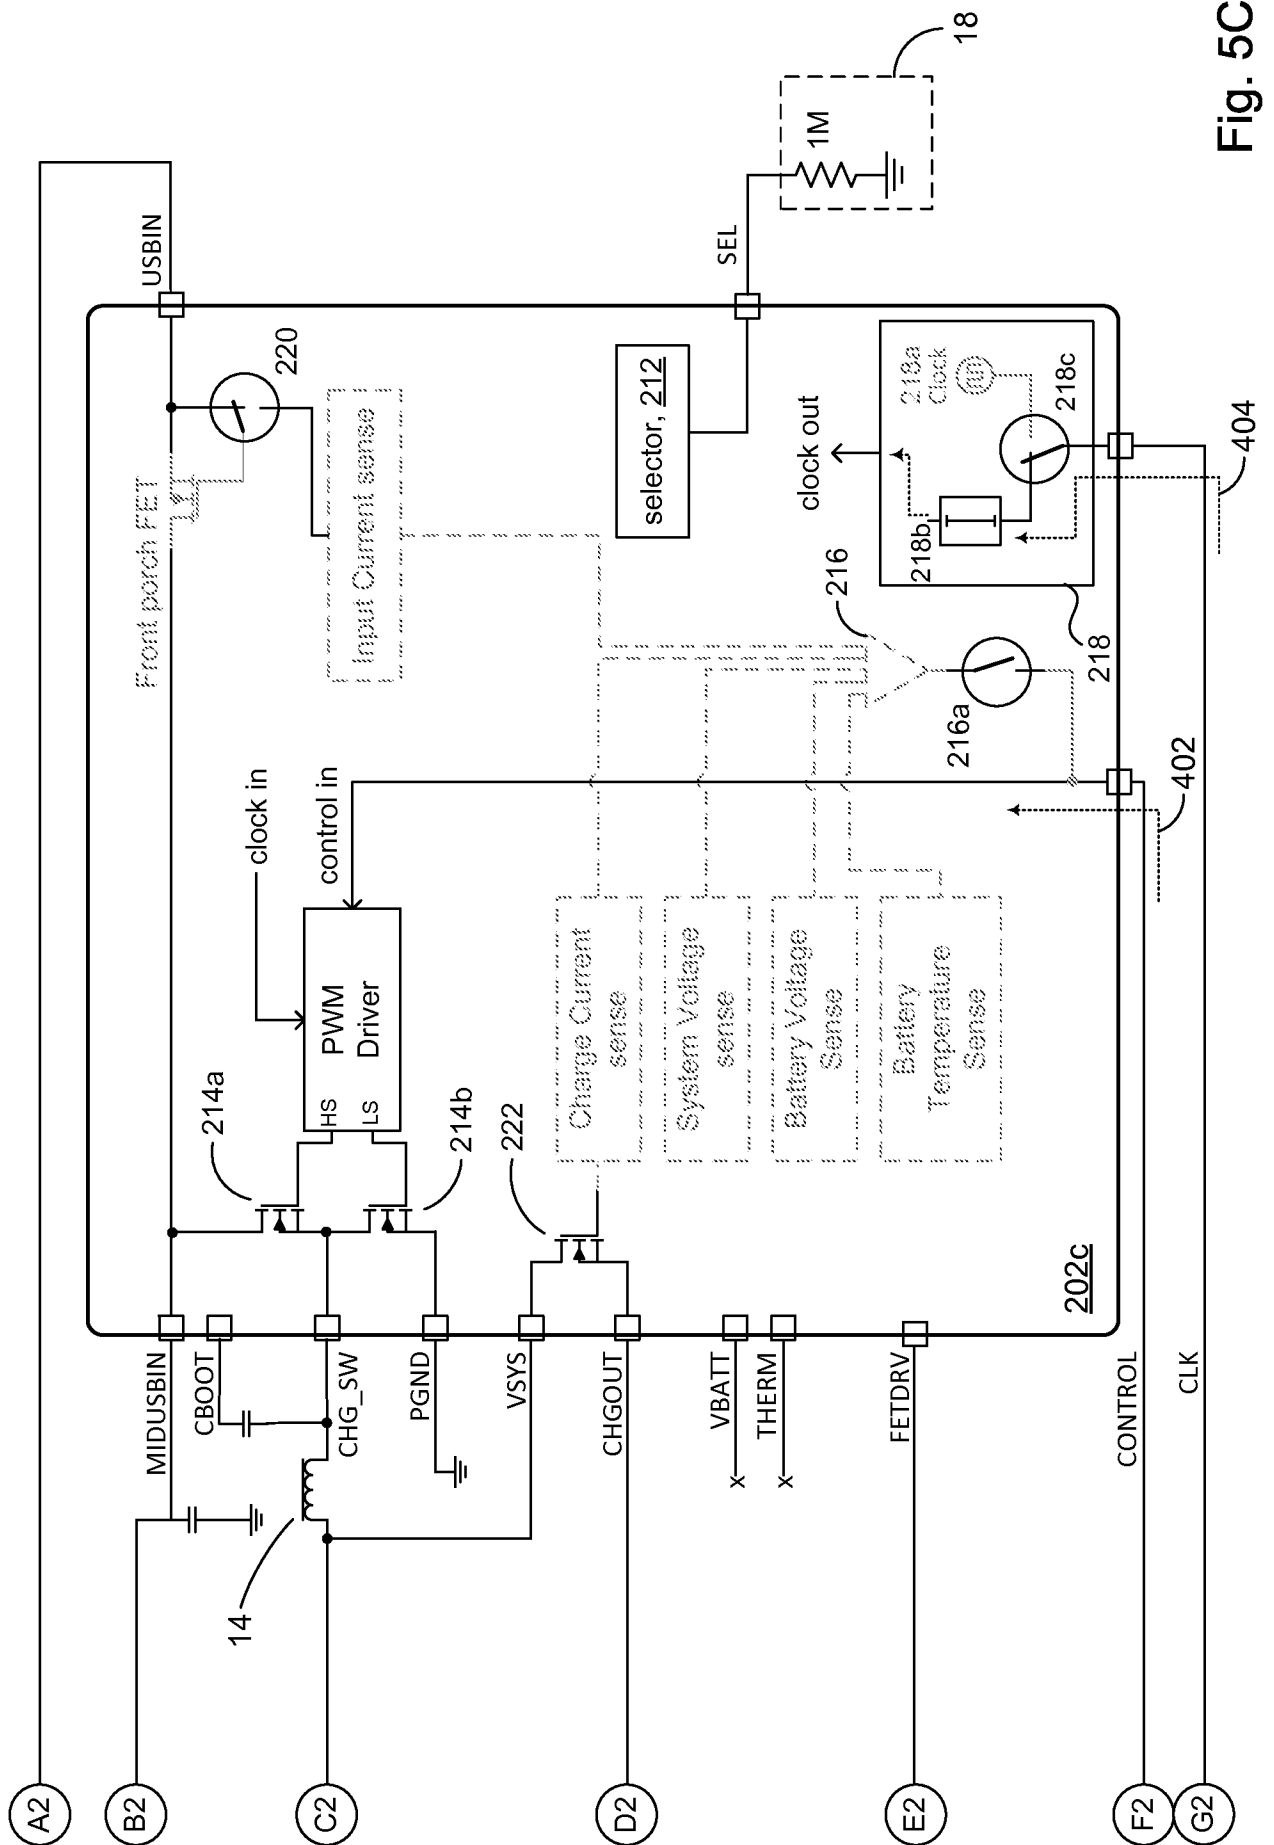 Fig. 5C
A2
B2
C2
D2
E2
F2
G2
USBIN
MIDUSBIN
CBOOT
CHG_SW
PGND
VSYS
CHGOUT
VBATT
THERM
FETDRV
CONTROL
CLK
SEL
x
x
14
18
1M
Front porch FET
220
Input Current sense
selector, 212
clock in
control in
PWM
Driver
HS
LS
214a
214b
222
Charge Current
sense
System Voltage
sense
Battery Voltage
Sense
Battery
Temperature
Sense
216
216a
clock out
218a
Clock
218b
218c
218
402
404
202c